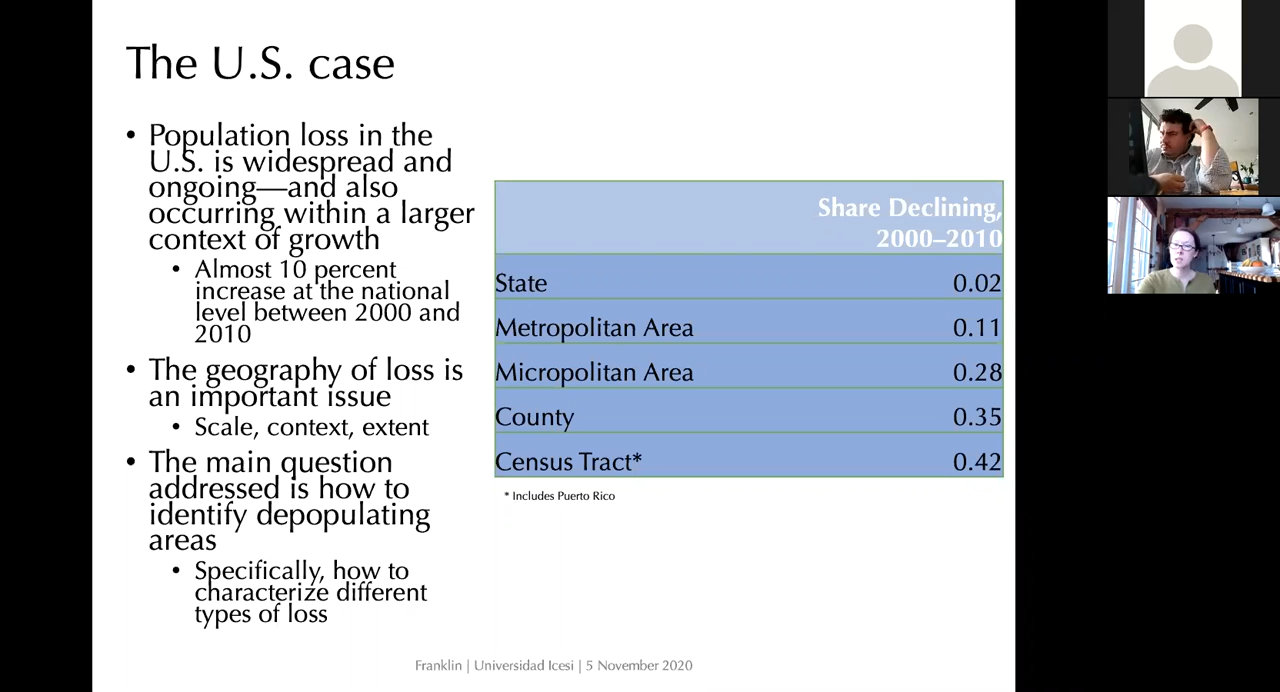 The U.S. case
• Population loss in the
U.S. is widespread and
ongoing—and also
occurring within a larger
context of growth
• Almost 10 percent
increase at the national
level between 2000 and
2010
• The geography of loss is
an important issue
• Scale, context, extent
• The main question
addressed is how to
identify depopulating
areas
• Specifically, how to
characterize different
types of loss
Share Declining,
2000–2010
State 0.02
Metropolitan Area 0.11
Micropolitan Area 0.28
County 0.35
Census Tract* 0.42
* Includes Puerto Rico
Franklin | Universidad Icesi | 5 November 2020